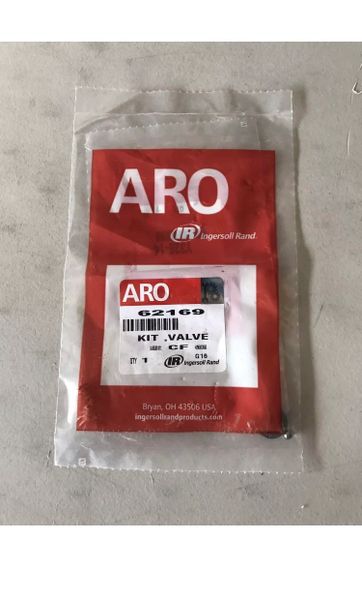 ARO
IR Ingersoll Rand
ARO
62169
KIT ,VALVE
CF
QTY 1 IR G16
Ingersoll Rand
Bryan, OH 43506 USA
ingersollrandproducts.com